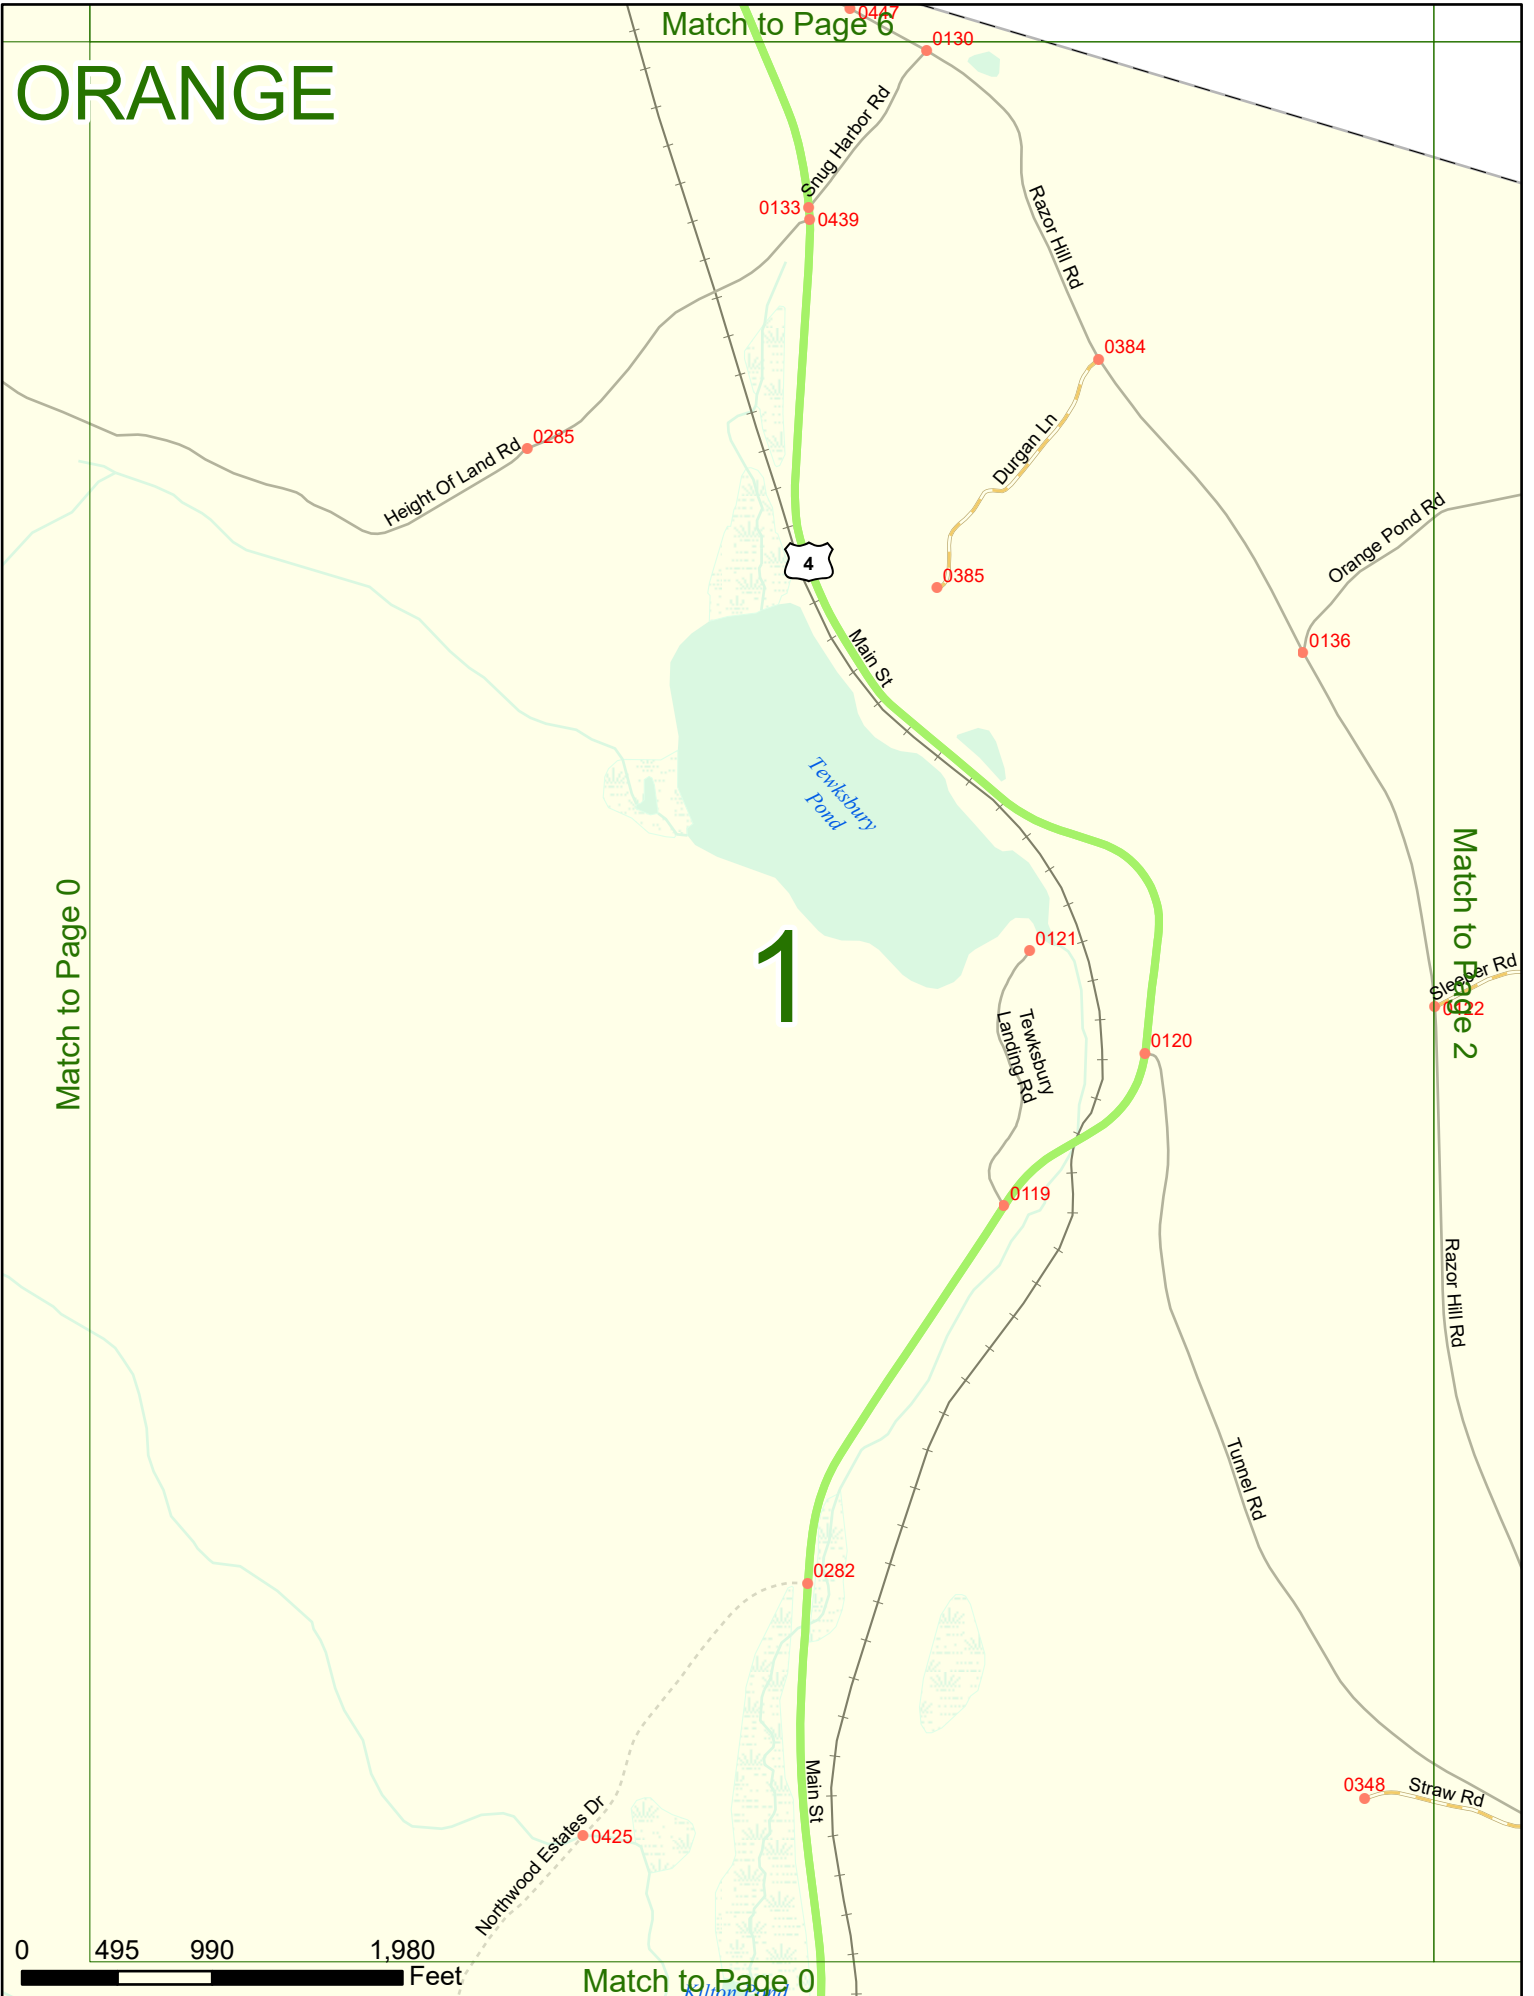 0447
Match to Page 6
0130
ORANGE
Snug Harbor Rd
0133
0439
Razor Hill Rd
0384
Durgan Ln
0285
Height Of Land Rd
Orange Pond Rd
4
0385
Main St
0136
Tewksbury
Pond
Match to Page 0
1
0121
Match to Page 2
Sleeper Rd
0122
Tewksbury
Landing Rd
0120
0119
Razor Hill Rd
Tunnel Rd
0282
Main St
0348
Straw Rd
0425
Northwood Estates Dr
0 495 990 1,980
Feet
Match to Page 0
Kilton Pond